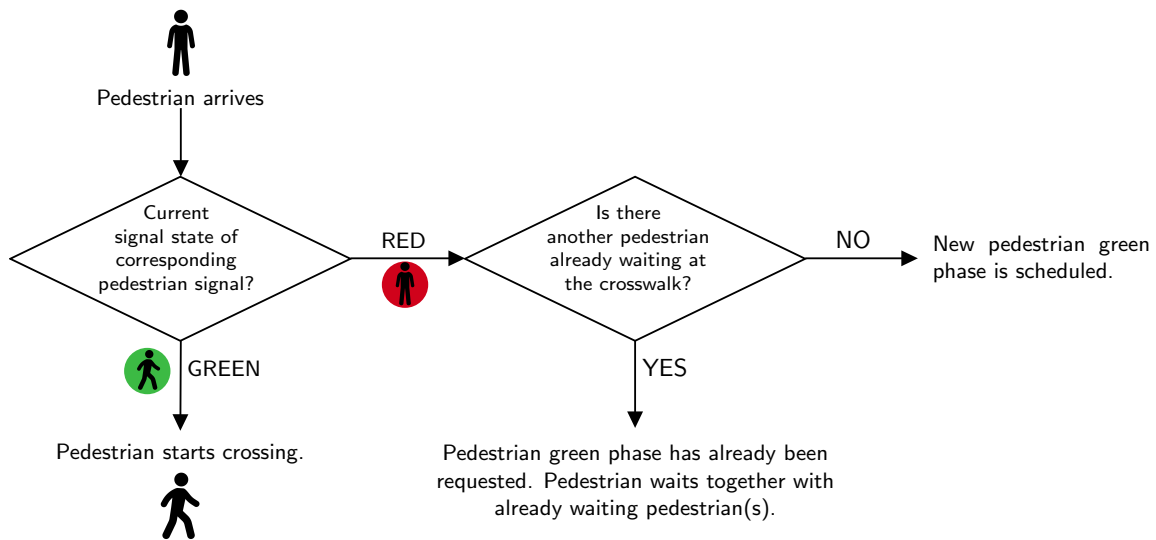 Pedestrian arrives
Current
signal state of
corresponding
pedestrian signal?
RED
Is there
another pedestrian
already waiting at
the crosswalk?
NO
New pedestrian green
phase is scheduled.
GREEN
YES
Pedestrian starts crossing.
Pedestrian green phase has already been
requested. Pedestrian waits together with
already waiting pedestrian(s).